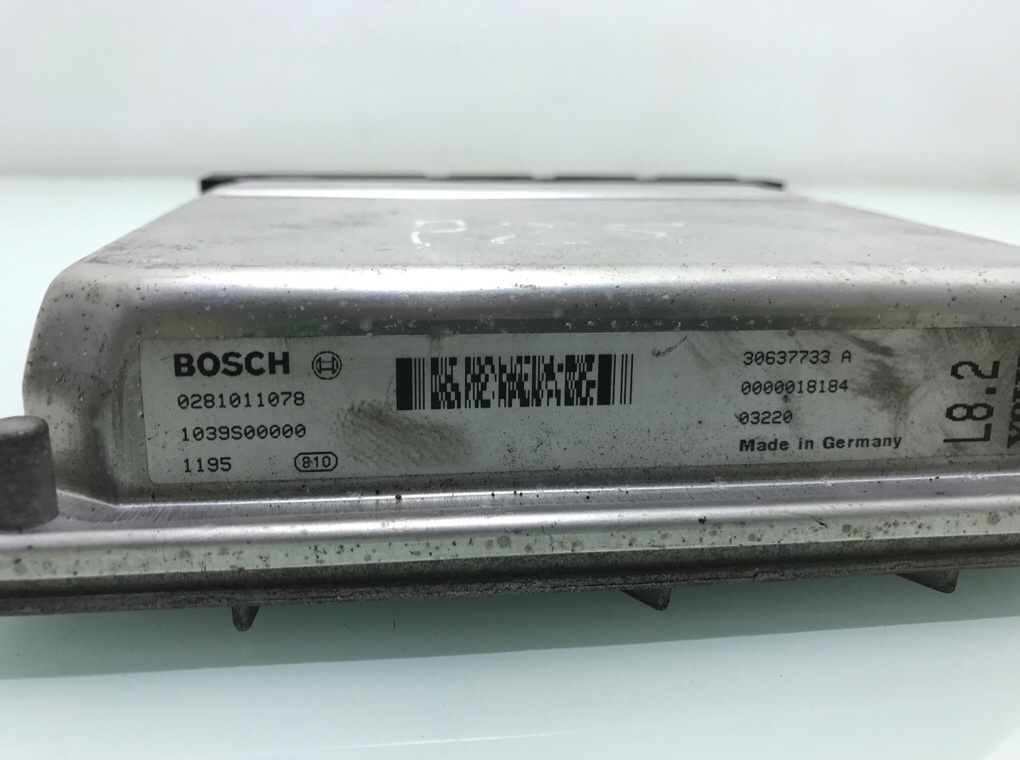 BOSCH
0281011078
1039S00000
1195 810
30637733 A
0000018184
03220
Made in Germany
L8.2